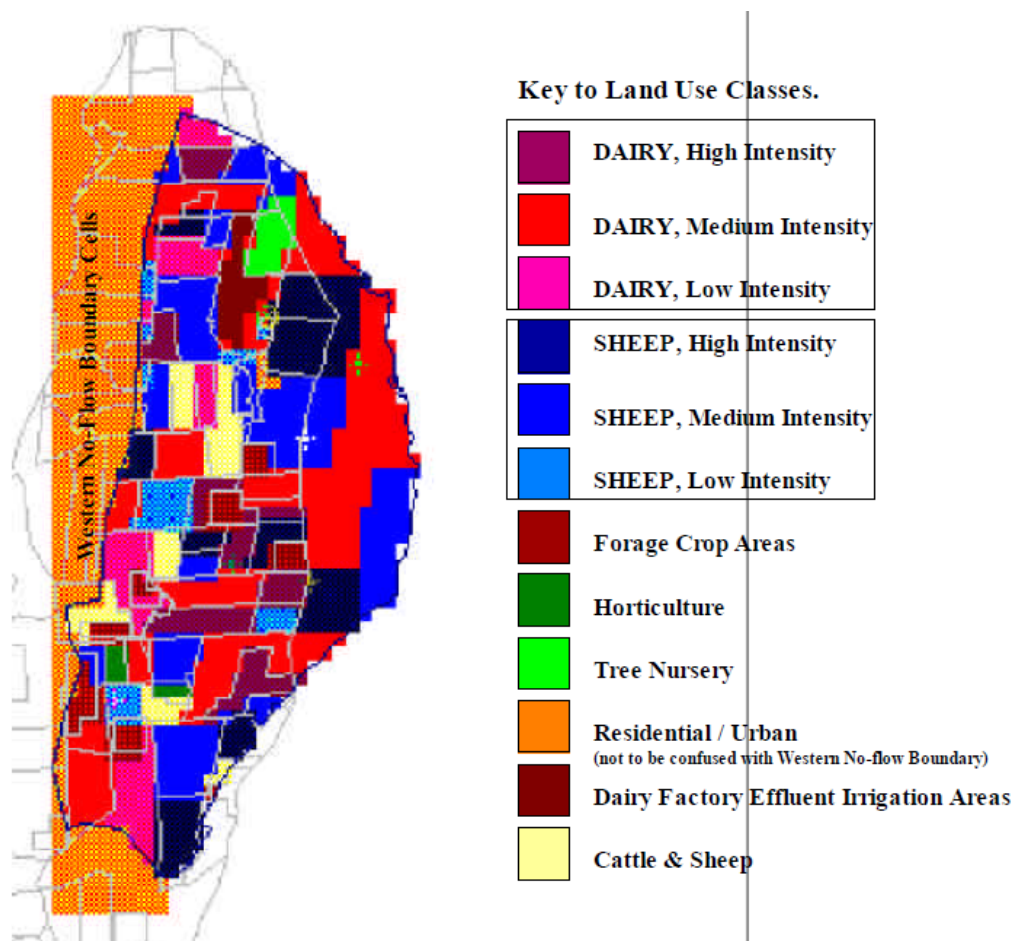 Key to Land Use Classes.
DAIRY, High Intensity
DAIRY, Medium Intensity
DAIRY, Low Intensity
SHEEP, High Intensity
SHEEP, Medium Intensity
SHEEP, Low Intensity
Forage Crop Areas
Horticulture
Tree Nursery
Residential / Urban
(not to be confused with Western No-flow Boundary)
Dairy Factory Effluent Irrigation Areas
Cattle & Sheep
Western No-Flow Boundary Cells